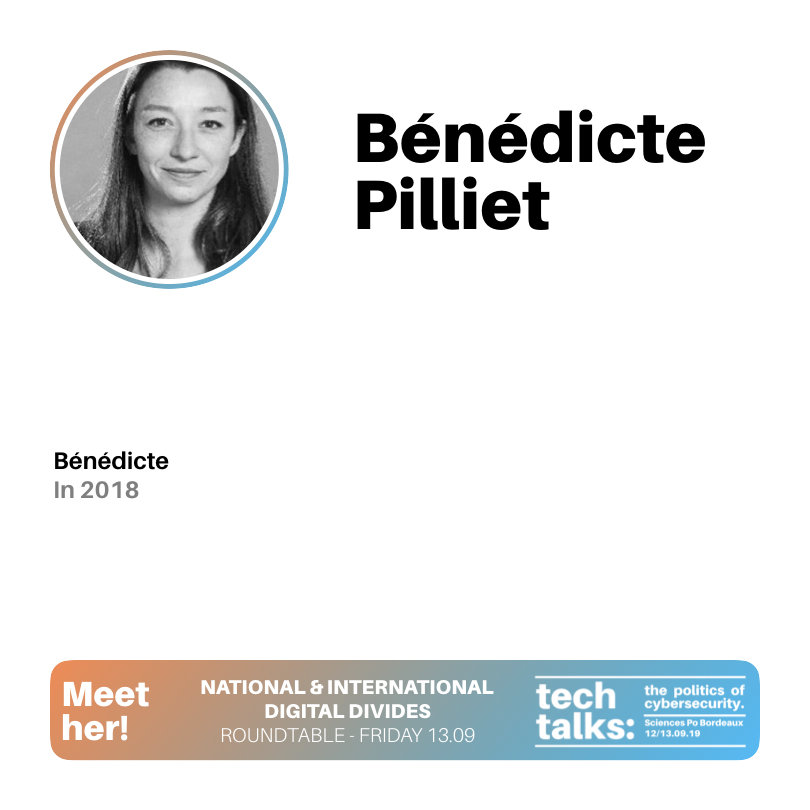 Bénédicte
Pilliet
Bénédicte
In 2018
Meet
her!
NATIONAL & INTERNATIONAL
DIGITAL DIVIDES
ROUNDTABLE - FRIDAY 13.09
tech
talks:
the politics of
cybersecurity.
Sciences Po Bordeaux
12/13.09.19